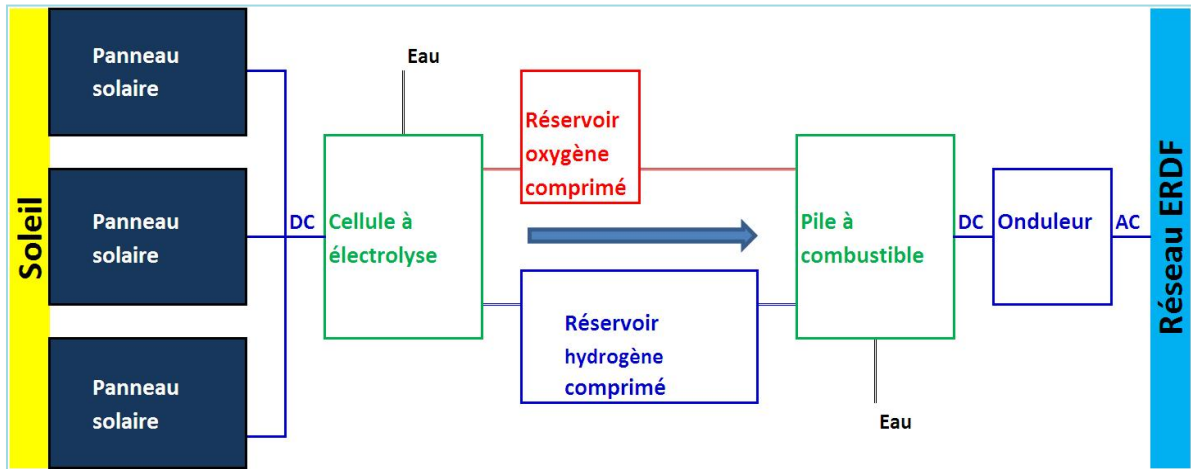 Soleil
Panneau
solaire
Panneau
solaire
Panneau
solaire
DC
Eau
Cellule à
électrolyse
Réservoir
oxygène
comprimé
Réservoir
hydrogène
comprimé
Pile à
combustible
Eau
DC
Onduleur
AC
Réseau ERDF